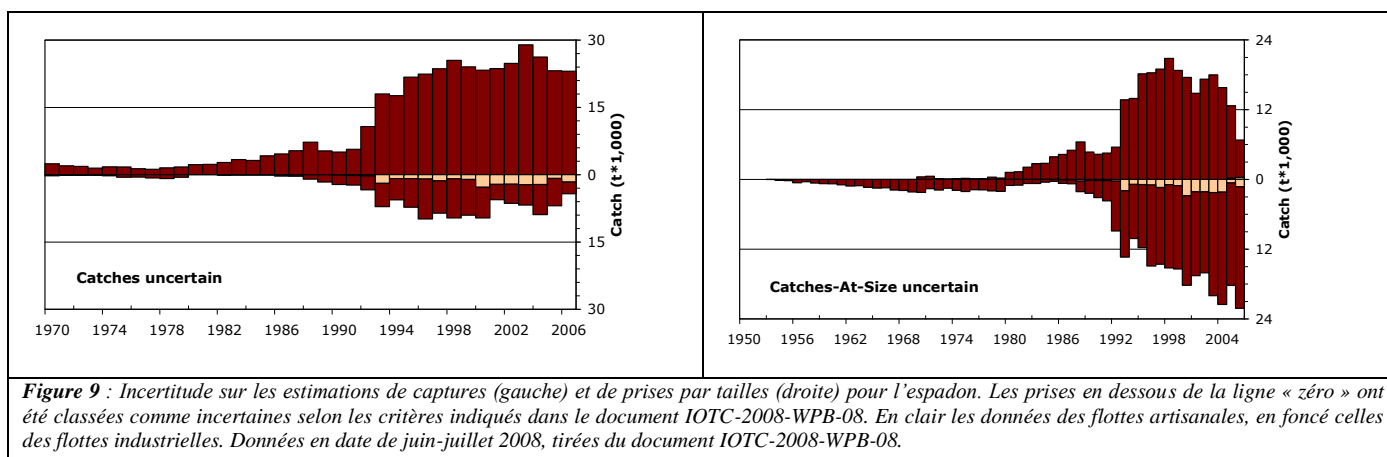 30
15
0
15
30
Catch (t*1,000)
Catches uncertain
1970 1974 1978 1982 1986 1990 1994 1998 2002 2006
24
12
0
12
24
Catch (t*1,000)
Catches-At-Size uncertain
1950 1956 1962 1968 1974 1980 1986 1992 1998 2004
Figure 9 : Incertitude sur les estimations de captures (gauche) et de prises par tailles (droite) pour l'espadon. Les prises en dessous de la ligne « zéro » ont
été classées comme incertaines selon les critères indiqués dans le document IOTC-2008-WPB-08. En clair les données des flottes artisanales, en foncé celles
des flottes industrielles. Données en date de juin-juillet 2008, tirées du document IOTC-2008-WPB-08.